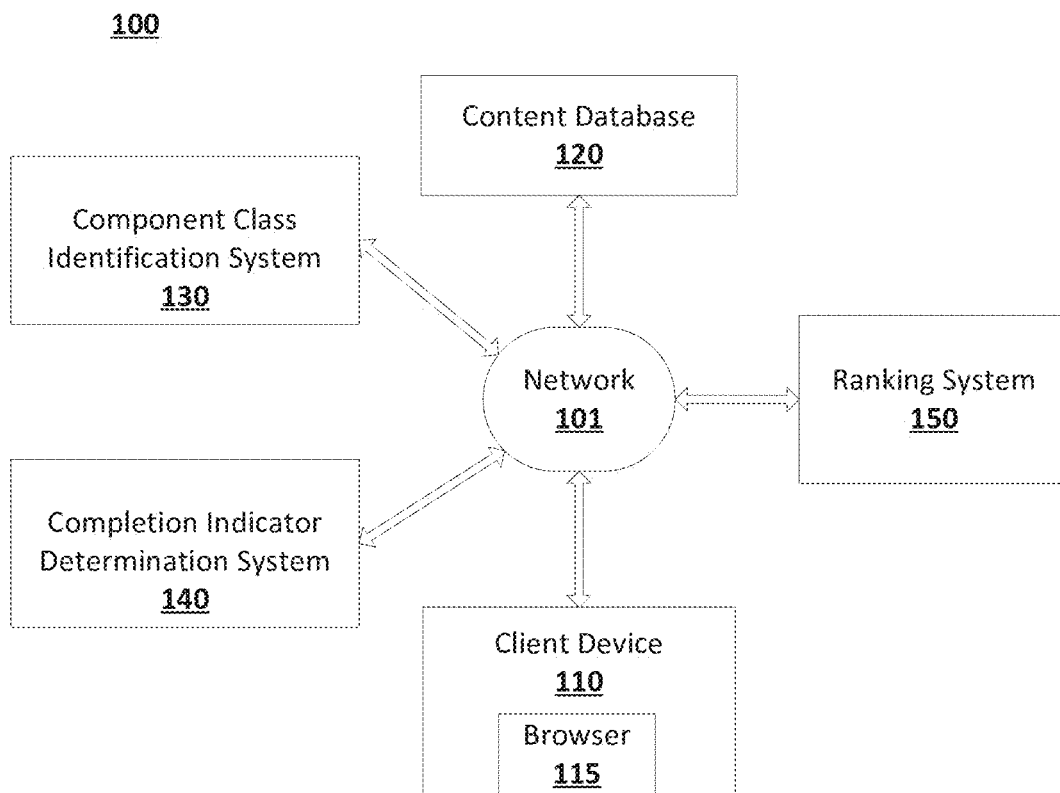 100
Content Database
120
Component Class
Identification System
130
Network
101
Ranking System
150
Completion Indicator
Determination System
140
Client Device
110
Browser
115